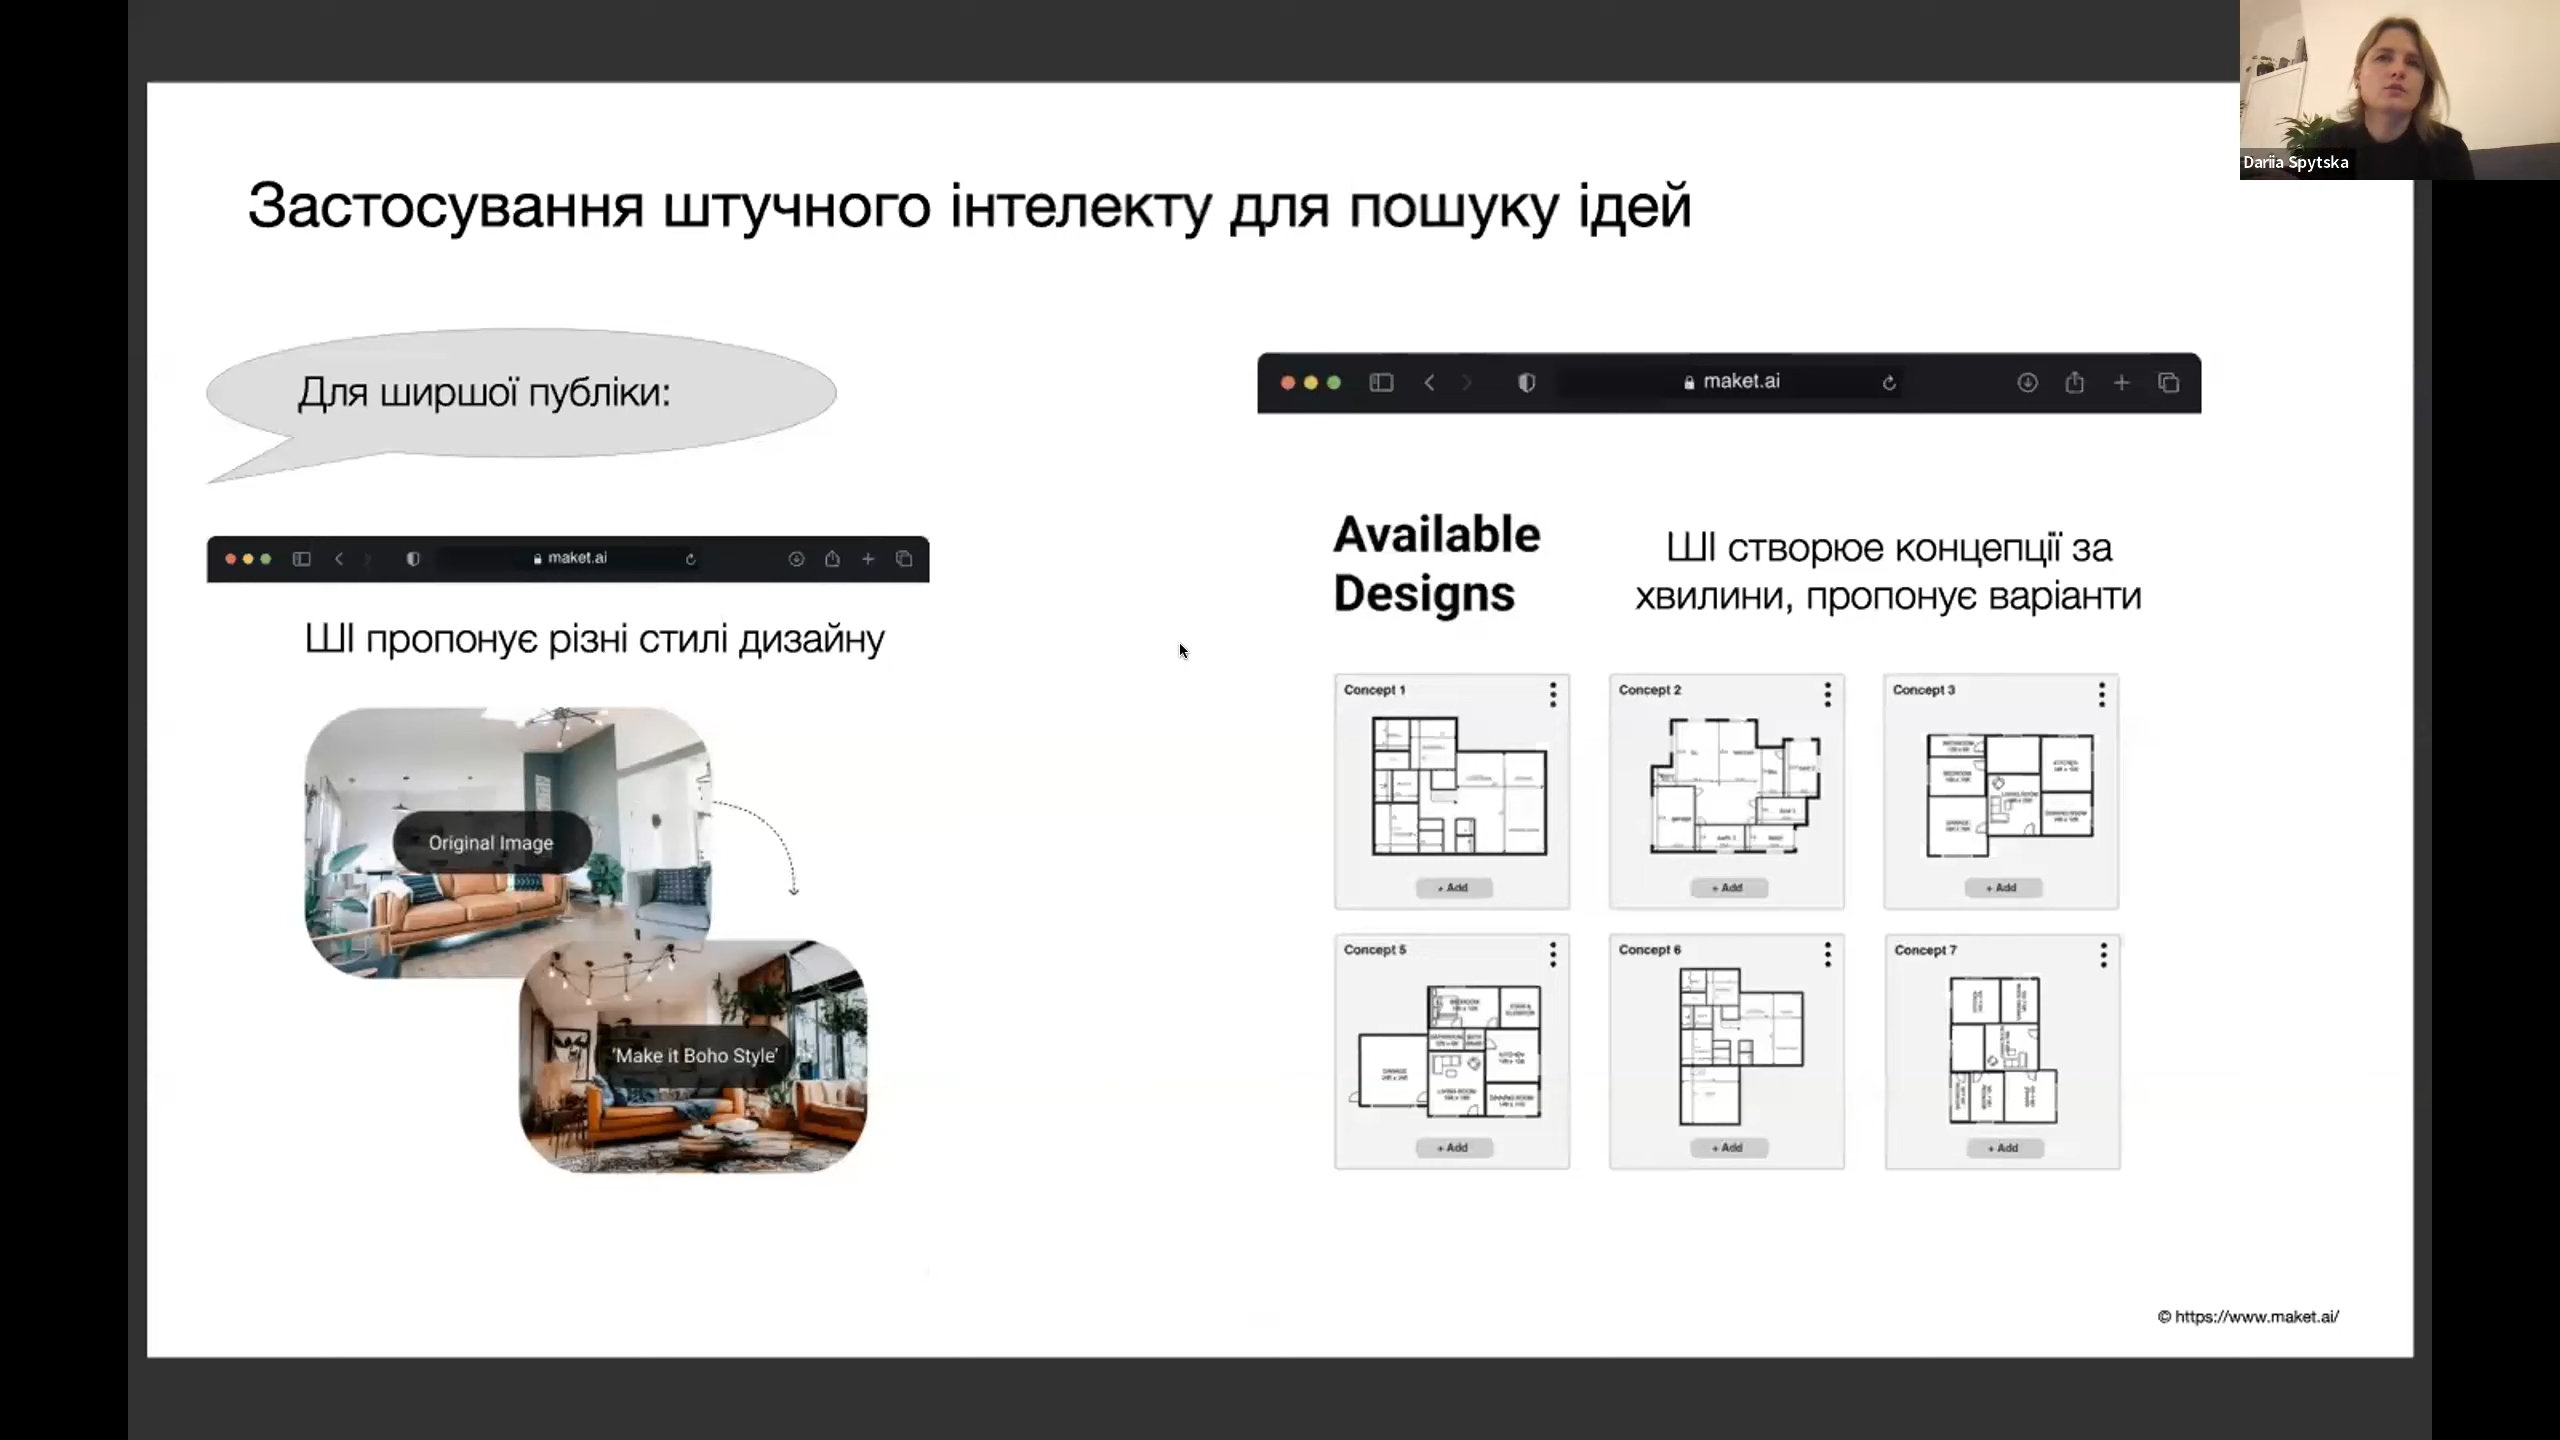 Dariia Spytska
Застосування штучного інтелекту для пошуку ідей
Для ширшої публіки:
maket.ai
ШІ пропонує різні стилі дизайну
Original Image
'Make it Boho Style'
maket.ai
Available
Designs
ШІ створює концепції за
хвилини, пропонує варіанти
Concept 1
+ Add
Concept 2
+ Add
Concept 3
+ Add
Concept 5
+ Add
Concept 6
+ Add
Concept 7
+ Add
© https://www.maket.ai/